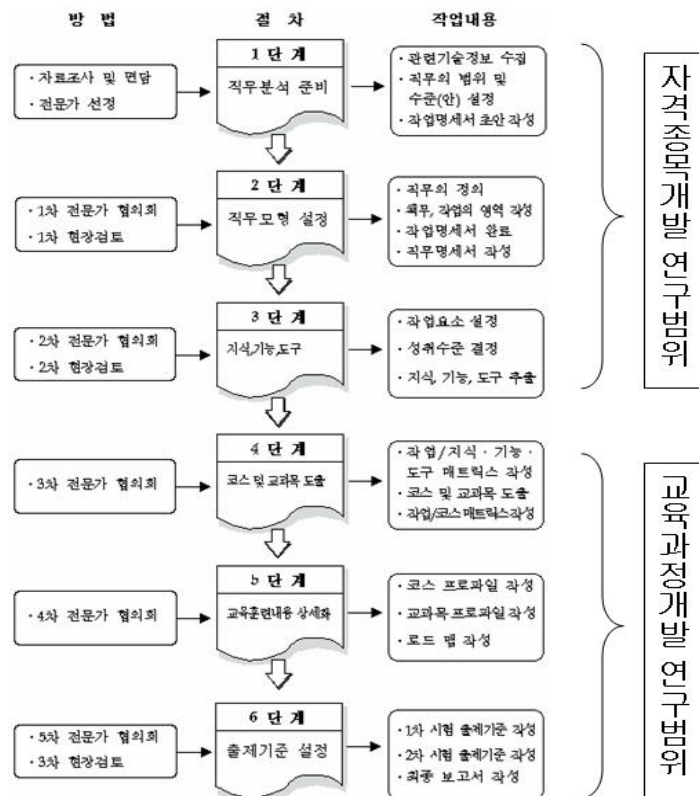 방 법
절 차
작업내용
· 자료조사 및 면담
· 전문가 선정
1 단 계
직무분석 준비
· 관련기술정보 수집
· 직무의 범위 및
수준(안) 설정
· 작업명세서 초안 작성
· 1차 전문가 협의회
· 1차 현장검토
2 단 계
직무모형 설정
· 직무의 정의
· 책무, 작업의 영역 작성
· 작업명세서 완료
· 직무명세서 작성
· 2차 전문가 협의회
· 2차 현장검토
3 단 계
지식,기능,도구
· 작업요소 설정
· 성취수준 결정
· 지식, 기능, 도구 추출
자격종목개발 연구범위
· 3차 전문가 협의회
4 단 계
코스 및 교과목 도출
· 작업/지식 · 기능 ·
도구 매트릭스 작성
· 코스 및 교과목 도출
· 작업/코스매트릭스작성
· 4차 전문가 협의회
5 단 계
교육훈련내용 상세화
· 코스 프로파일 작성
· 교과목프로파일작성
· 로드 맵 작성
· 5차 전문가 협의회
· 3차 현장검토
6 단 계
출제기준 설정
· 1차 시험 출제기준 작성
· 2차 시험 출제기준 작성
· 최종 보고서 작성
교육과정개발 연구범위